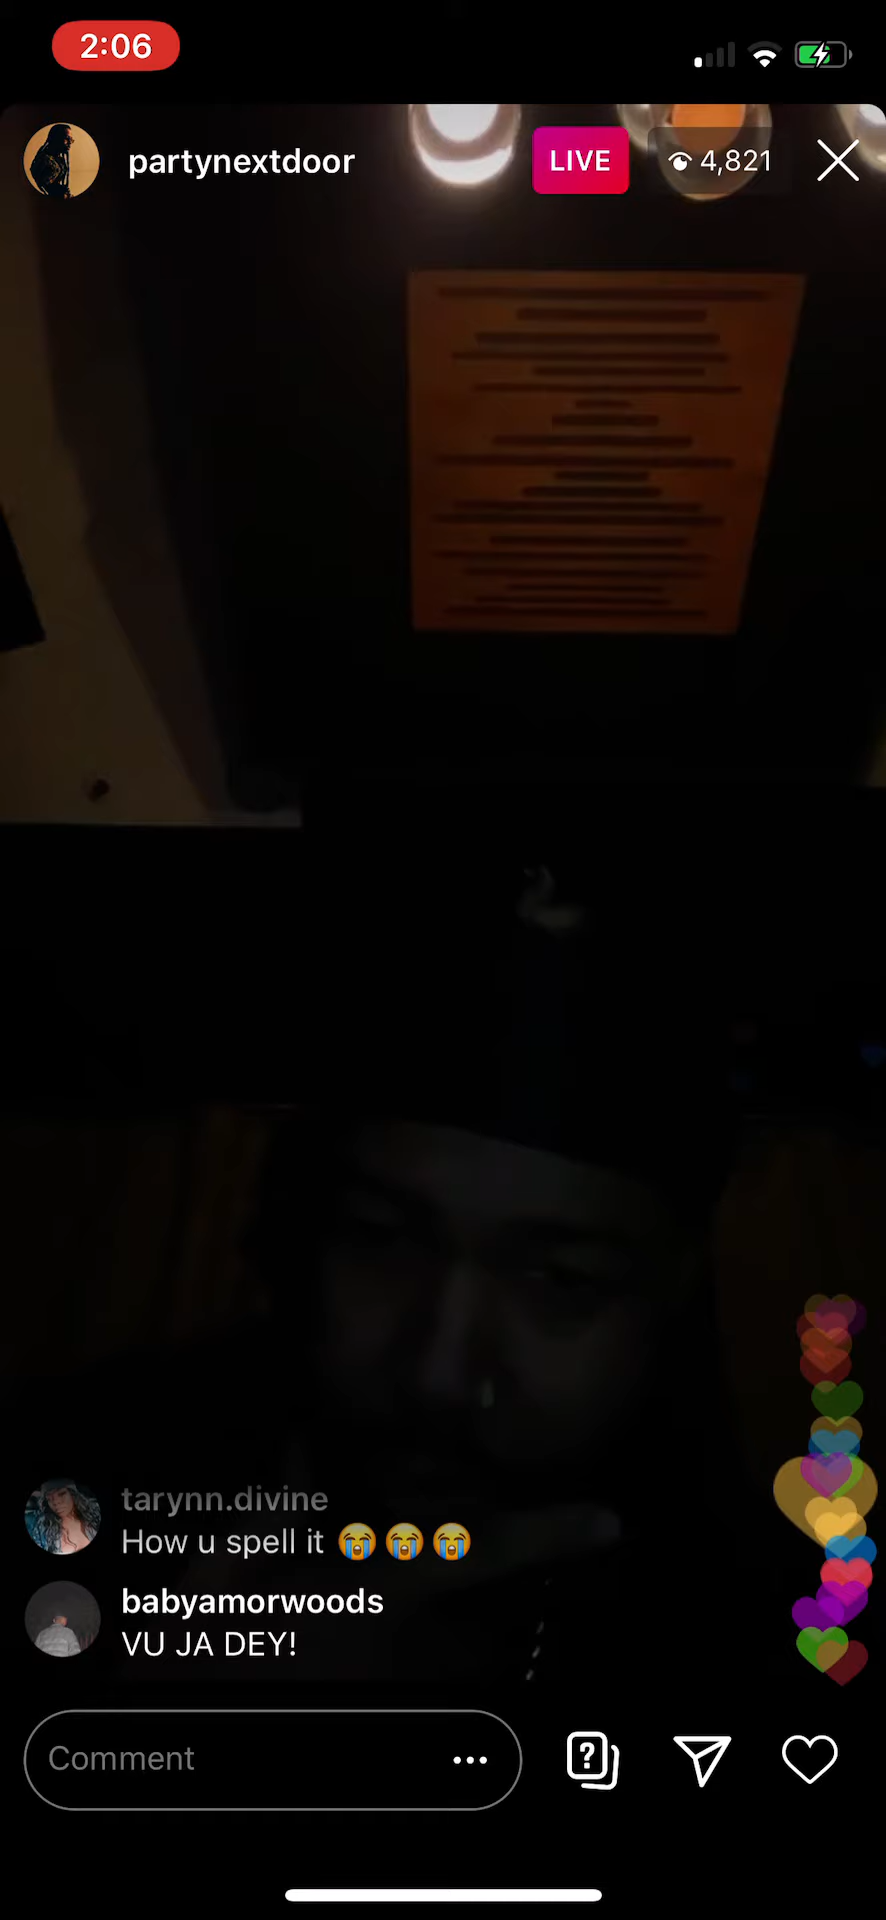 2:06
partynextdoor
LIVE
4,821
tarynn.divine
How u spell it 😭😭😭
babyamorwoods
VU JA DEY!
Comment